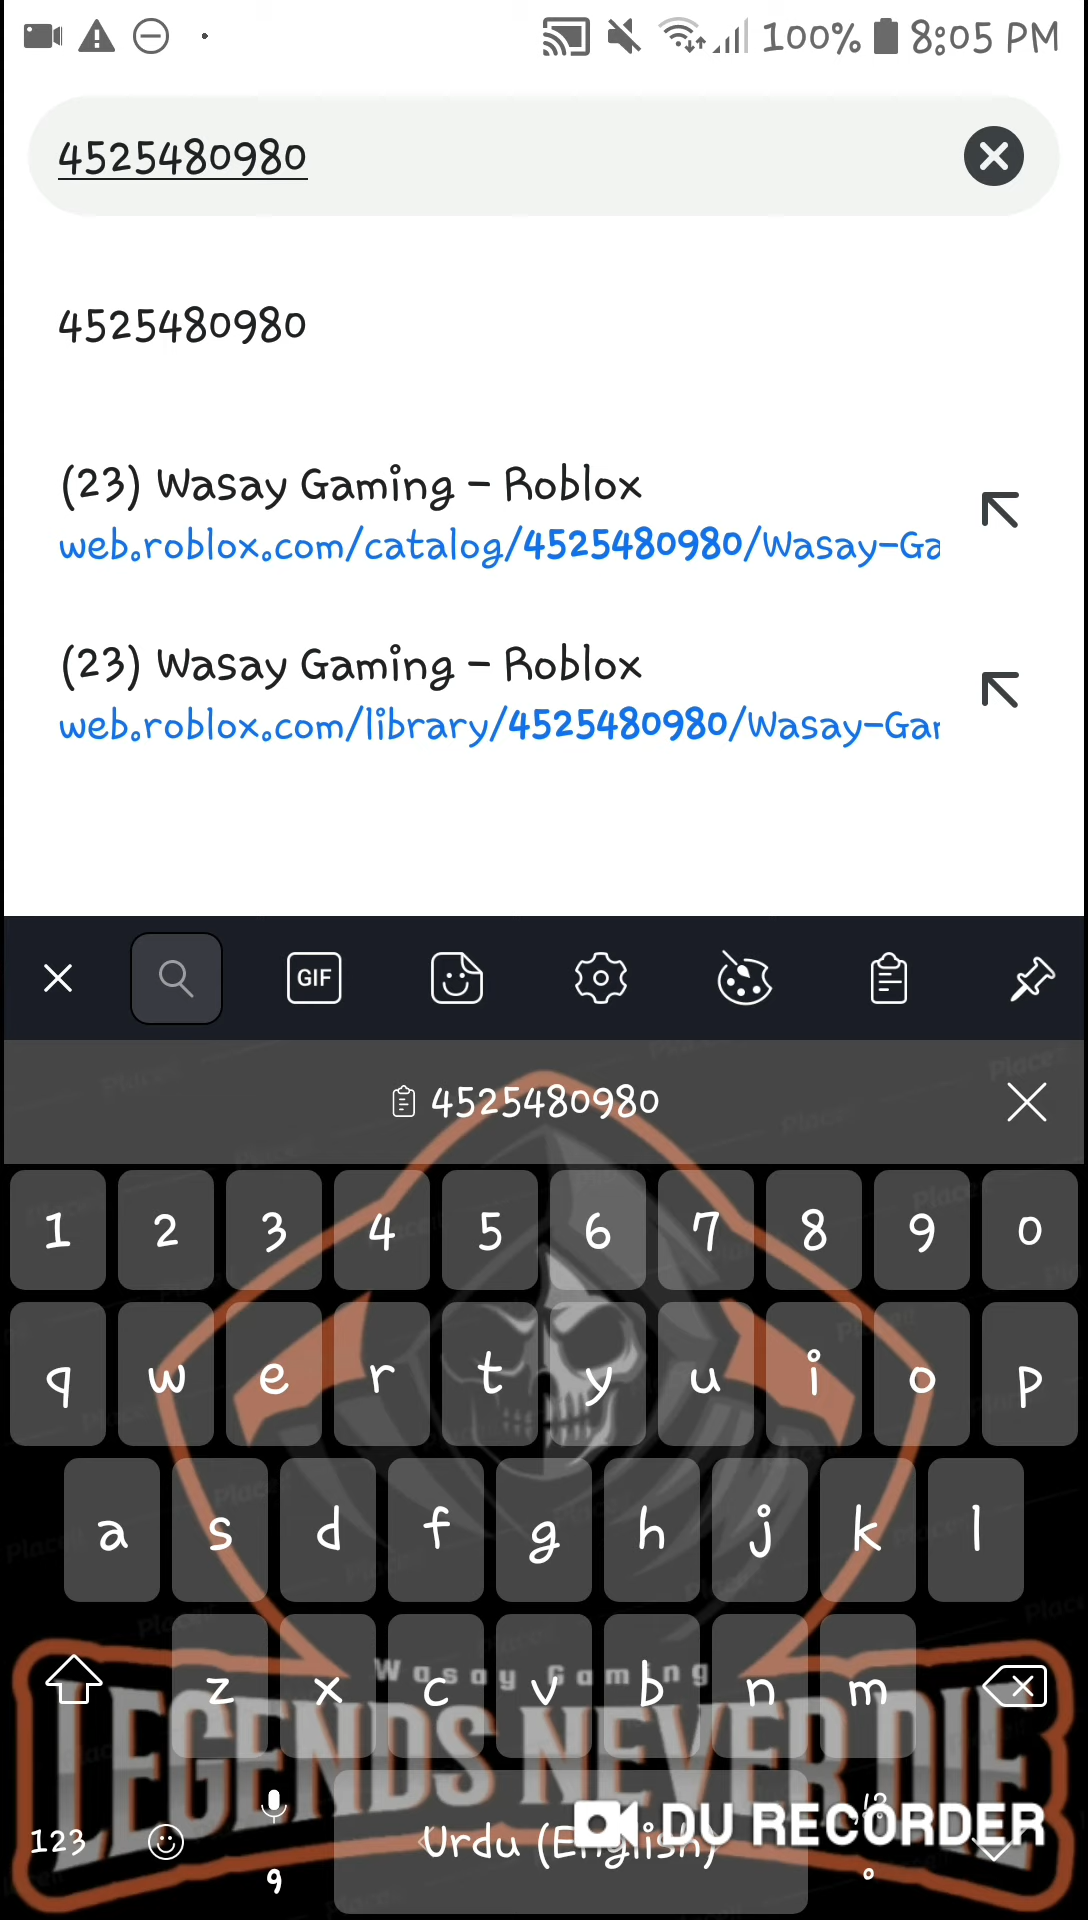 100% 8:05 PM
4525480980
4525480980
(23) Wasay Gaming – Roblox
web.roblox.com/catalog/4525480980/Wasay-Ga
(23) Wasay Gaming – Roblox
web.roblox.com/library/4525480980/Wasay-Gar
GIF
4525480980
1 2 3 4 5 6 7 8 9 0
q w e r t y u i o p
a s d f g h j k l
Wasay Gaming
z x c v b n m
LEGENDS NEVER DIE
DU RECORDER
123 , Urdu (English) .
!?